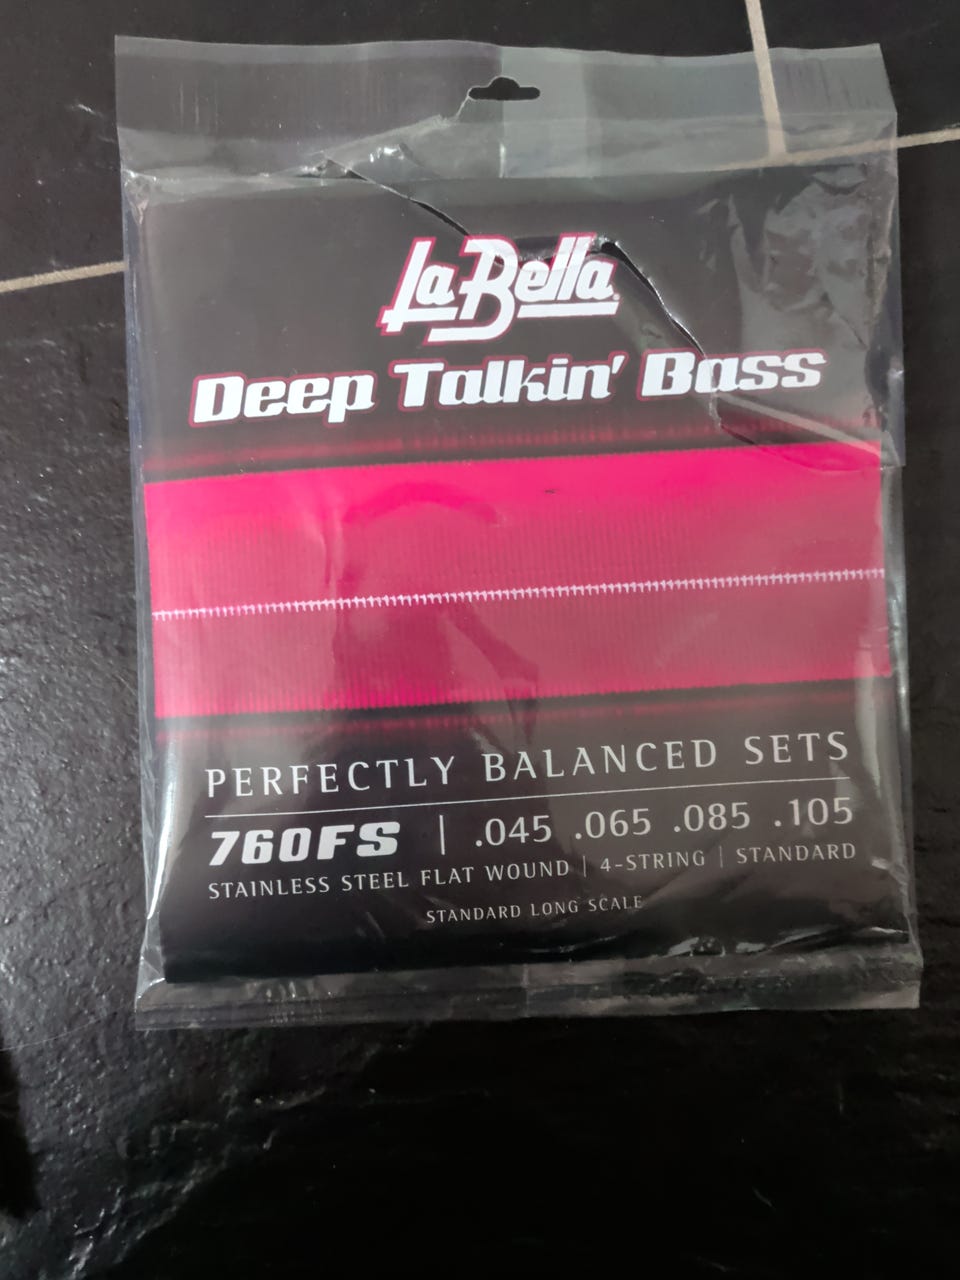 La Bella
Deep Talkin' Bass
PERFECTLY BALANCED SETS
760FS | .045 .065 .085 .105
STAINLESS STEEL FLAT WOUND | 4-STRING | STANDARD
STANDARD LONG SCALE